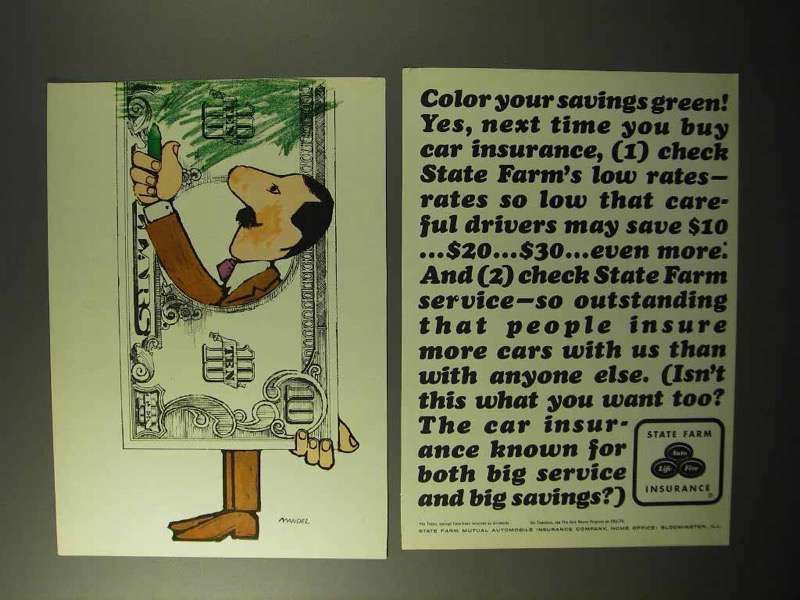 TEN
TEN
MANDEL
Color your savings green!
Yes, next time you buy
car insurance, (1) check
State Farm's low rates—
rates so low that care-
ful drivers may save $10
...$20...$30...even more.*
And (2) check State Farm
service—so outstanding
that people insure
more cars with us than
with anyone else. (Isn't
this what you want too?
The car insur-
ance known for
both big service
and big savings?)
STATE FARM
Auto
Life Fire
INSURANCE
®
STATE FARM MUTUAL AUTOMOBILE INSURANCE COMPANY. HOME OFFICE: BLOOMINGTON, ILL.